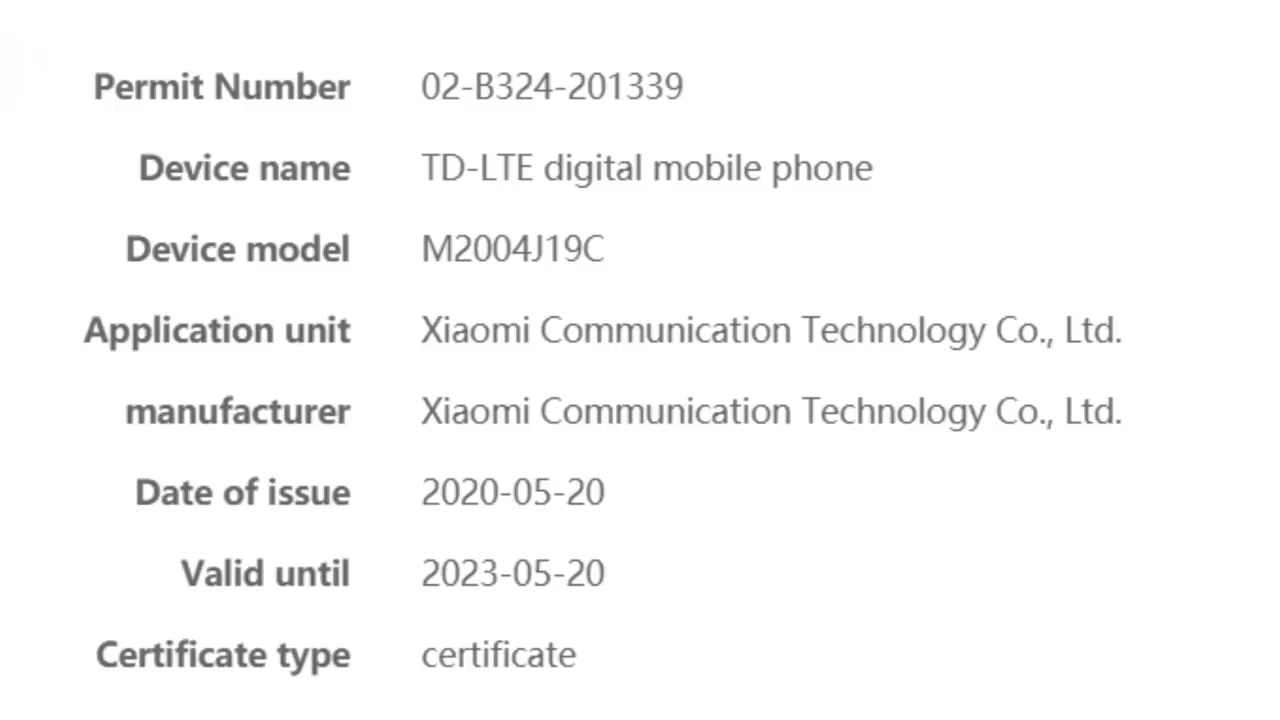 Permit Number 02-B324-201339
Device name TD-LTE digital mobile phone
Device model M2004J19C
Application unit Xiaomi Communication Technology Co., Ltd.
manufacturer Xiaomi Communication Technology Co., Ltd.
Date of issue 2020-05-20
Valid until 2023-05-20
Certificate type certificate